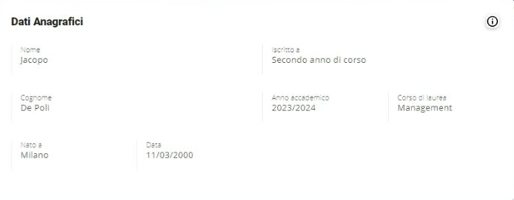 Dati Anagrafici
Nome
Jacopo
Iscritto a
Secondo anno di corso
Cognome
De Poli
Anno accademico
2023/2024
Corso di laurea
Management
Nato a
Milano
Data
11/03/2000